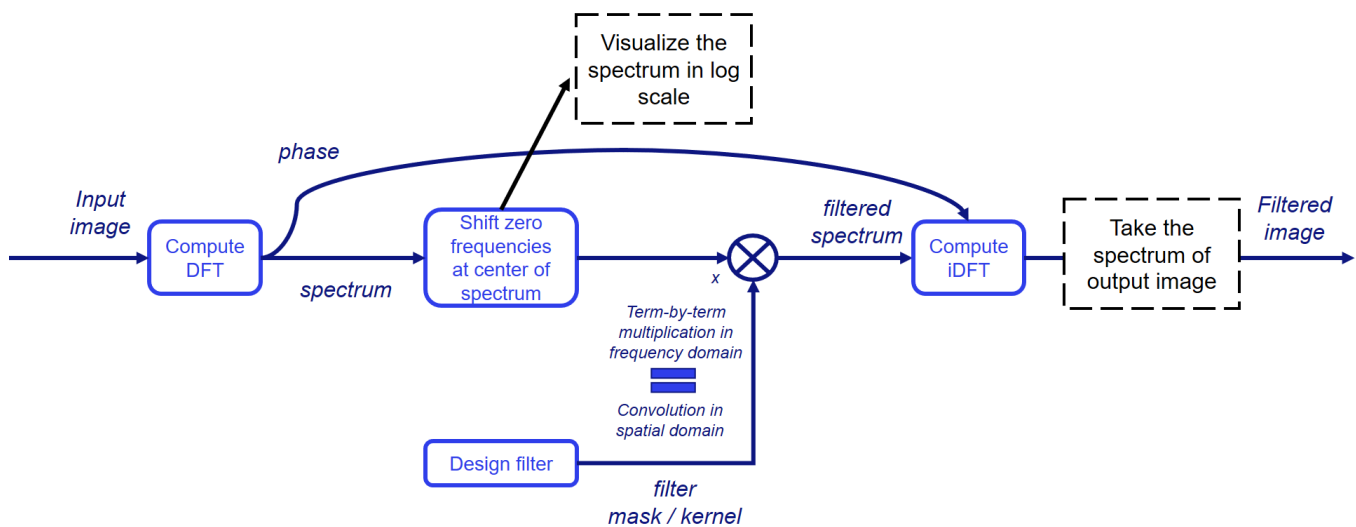 Visualize the
spectrum in log
scale
phase
Input
image
Compute
DFT
spectrum
Shift zero
frequencies
at center of
spectrum
x
filtered
spectrum
Compute
iDFT
Take the
spectrum of
output image
Filtered
image
Term-by-term
multiplication in
frequency domain
Convolution in
spatial domain
Design filter
filter
mask / kernel